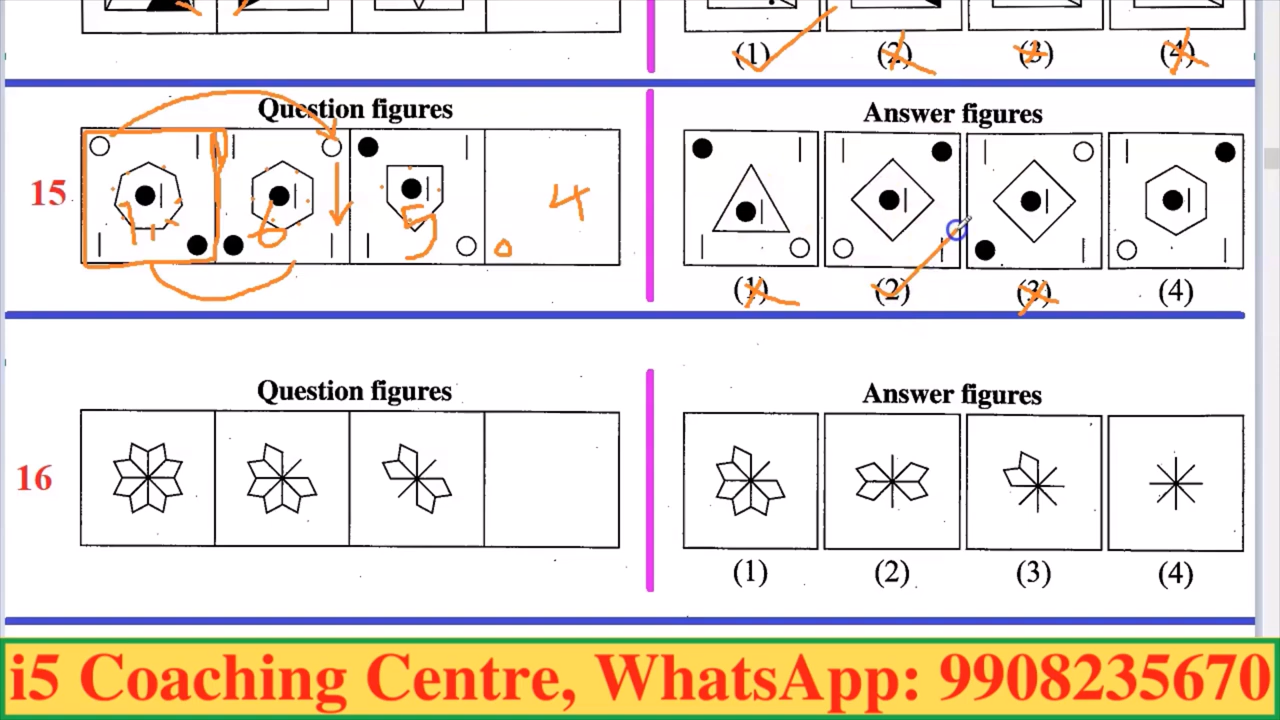 (1) (2) (3) (4)
Question figures Answer figures
15
7 6 5 4
(1) (2) (3) (4)
Question figures Answer figures
16
(1) (2) (3) (4)
i5 Coaching Centre, WhatsApp: 9908235670